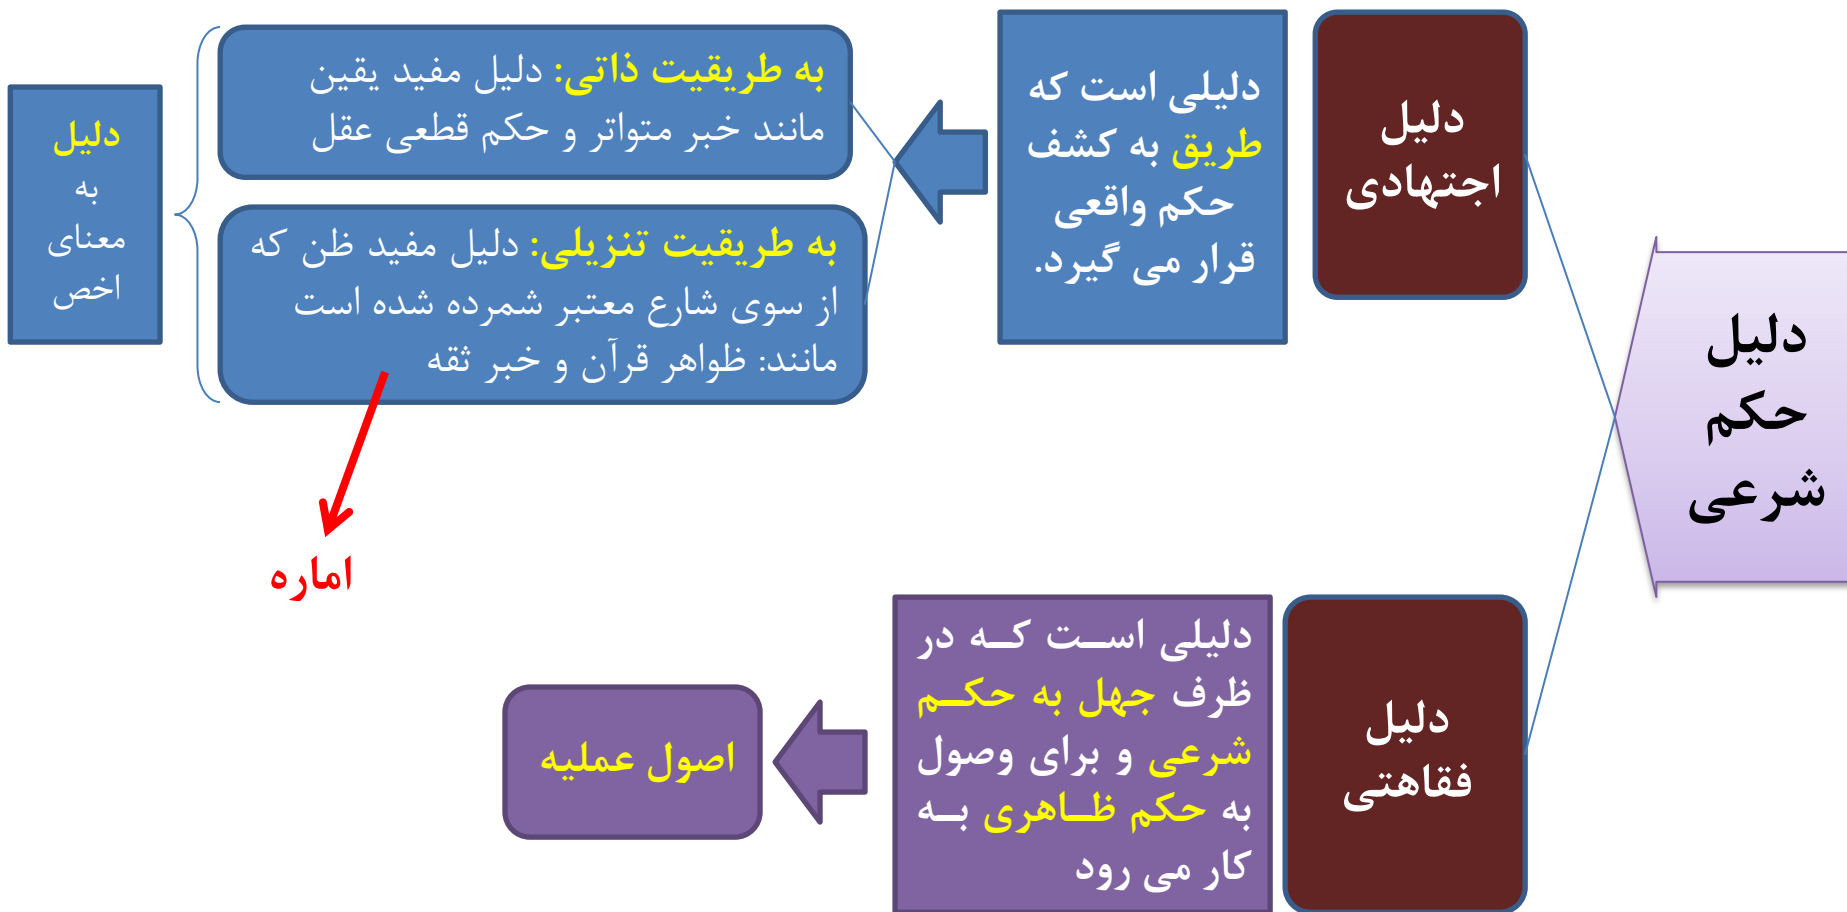 دلیل
حکم
شرعی
دلیل
اجتهادی
دلیلی است که
طریق به کشف
حکم واقعی
قرار می گیرد.
به طریقیت ذاتی: دلیل مفید یقین
مانند خبر متواتر و حکم قطعی عقل
به طریقیت تنزیلی: دلیل مفید ظن که
از سوی شارع معتبر شمرده شده است
مانند: ظواهر قرآن و خبر ثقه
دلیل
به
معنای
اخص
اماره
دلیل
فقاهتی
دلیلی است که در
ظرف جهل به حکم
شرعی و برای وصول
به حکم ظاهری به
کار می رود
اصول عملیه